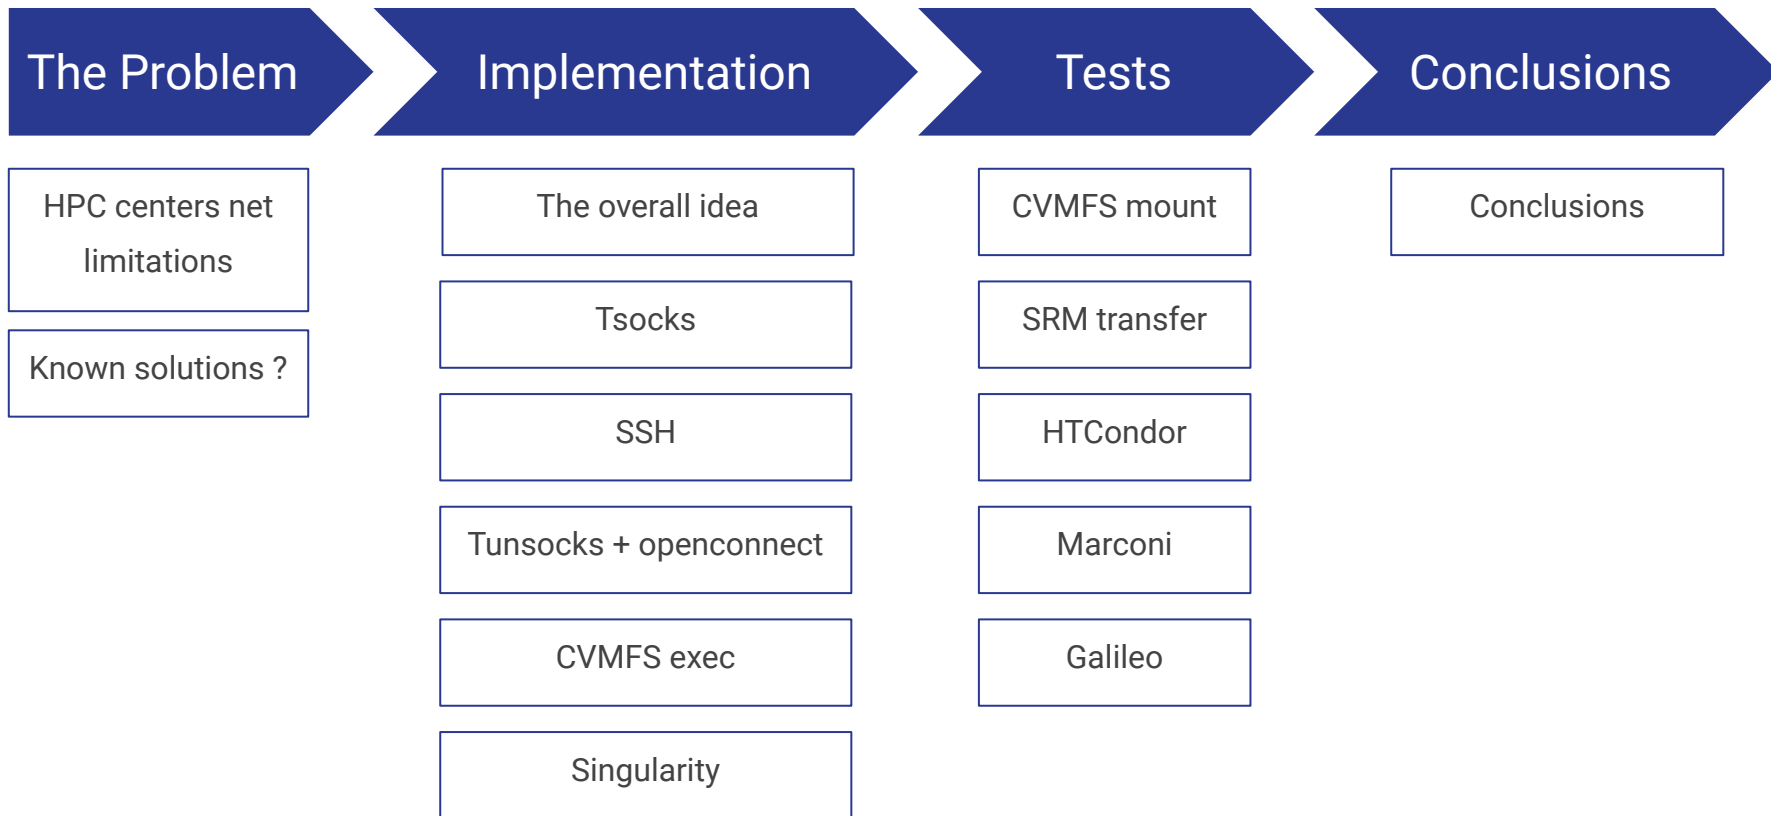 The Problem
HPC centers net
limitations
Known solutions ?
Implementation
The overall idea
Tsocks
SSH
Tunsocks + openconnect
CVMFS exec
Singularity
Tests
CVMFS mount
SRM transfer
HTCondor
Marconi
Galileo
Conclusions
Conclusions